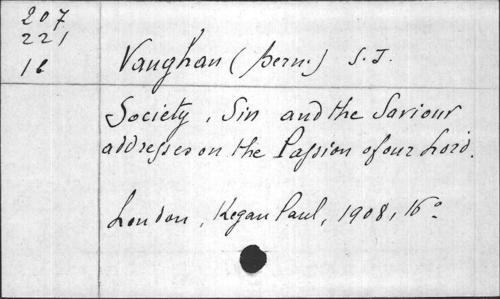 207
221
16
Vaughan (Bern.) S. J.
Society, Sin and the Saviour
addresses on the Passion of our Lord.
London, Kegan Paul, 1908, 16°